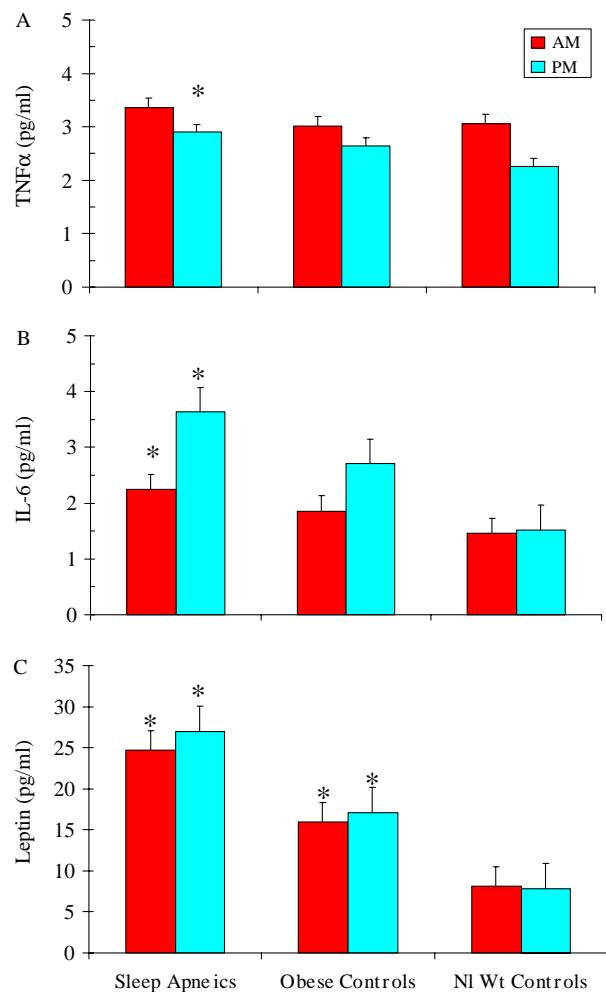 A
5
4
3
2
1
0
TNFα (pg/ml)
*
AM
PM
B
5
4
3
2
1
0
IL-6 (pg/ml)
*
*
C
35
30
25
20
15
10
5
0
Leptin (pg/ml)
*
*
*
*
Sleep Apneics
Obese Controls
Nl Wt Controls